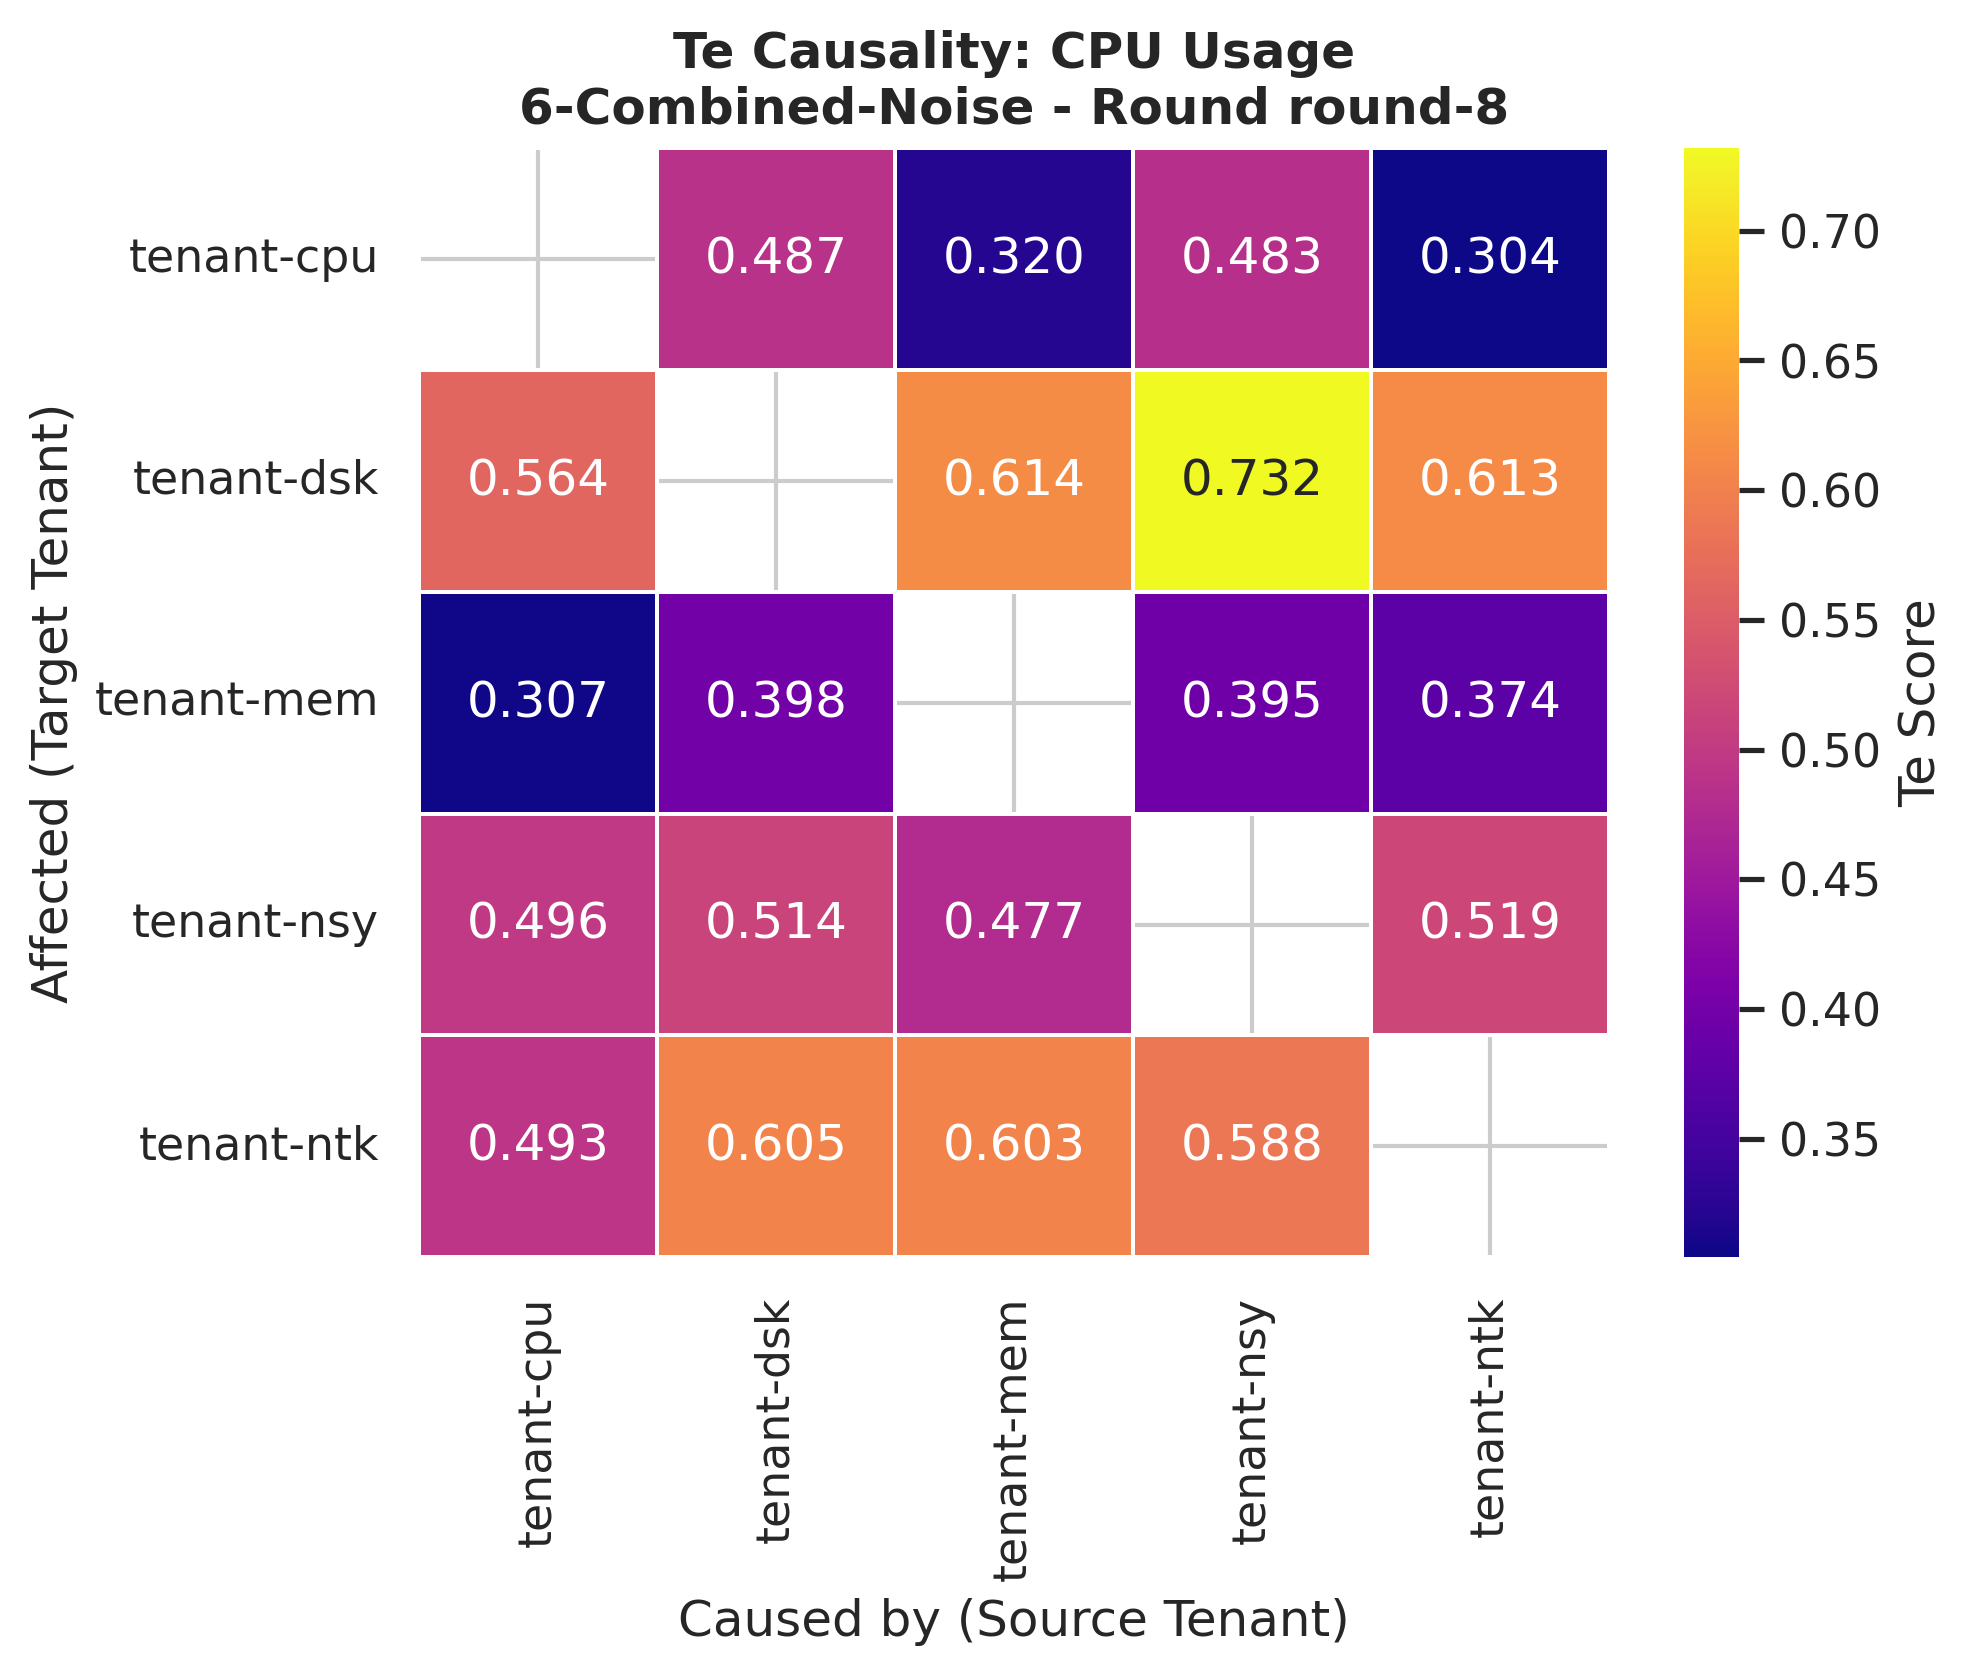 Te Causality: CPU Usage
6-Combined-Noise - Round round-8
Affected (Target Tenant)
tenant-cpu 0.487 0.320 0.483 0.304
tenant-dsk 0.564 0.614 0.732 0.613
tenant-mem 0.307 0.398 0.395 0.374
tenant-nsy 0.496 0.514 0.477 0.519
tenant-ntk 0.493 0.605 0.603 0.588
tenant-cpu tenant-dsk tenant-mem tenant-nsy tenant-ntk
Caused by (Source Tenant)
0.70
0.65
0.60
0.55
0.50
0.45
0.40
0.35
Te Score